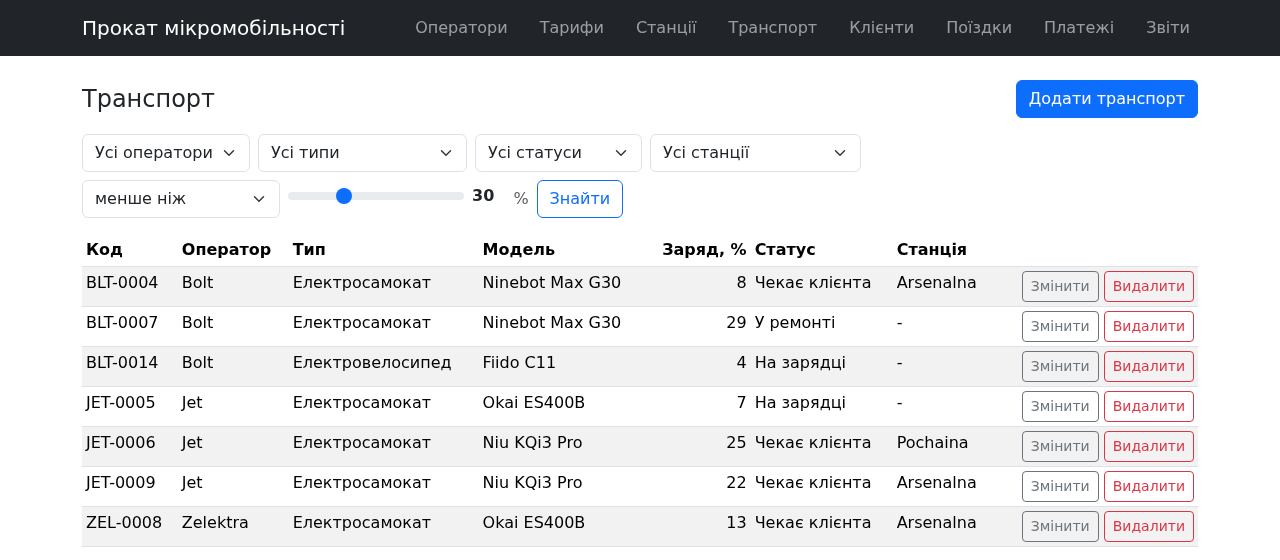 Прокат мікромобільності Оператори Тарифи Станції Транспорт Клієнти Поїздки Платежі Звіти
Транспорт Додати транспорт
Усі оператори Усі типи Усі статуси Усі станції
менше ніж 30 % Знайти
Код Оператор Тип Модель Заряд, % Статус Станція
BLT-0004 Bolt Електросамокат Ninebot Max G30 8 Чекає клієнта Arsenalna Змінити Видалити
BLT-0007 Bolt Електросамокат Ninebot Max G30 29 У ремонті - Змінити Видалити
BLT-0014 Bolt Електровелосипед Fiido C11 4 На зарядці - Змінити Видалити
JET-0005 Jet Електросамокат Okai ES400B 7 На зарядці - Змінити Видалити
JET-0006 Jet Електросамокат Niu KQi3 Pro 25 Чекає клієнта Pochaina Змінити Видалити
JET-0009 Jet Електросамокат Niu KQi3 Pro 22 Чекає клієнта Arsenalna Змінити Видалити
ZEL-0008 Zelektra Електросамокат Okai ES400B 13 Чекає клієнта Arsenalna Змінити Видалити